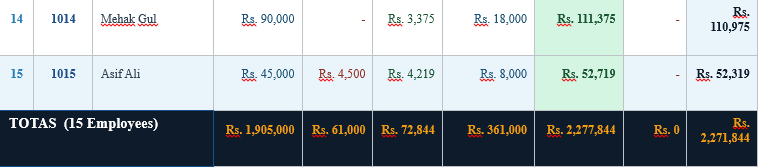 14 1014 Mehak Gul Rs. 90,000 - Rs. 3,375 Rs. 18,000 Rs. 111,375 - Rs. 110,975
15 1015 Asif Ali Rs. 45,000 Rs. 4,500 Rs. 4,219 Rs. 8,000 Rs. 52,719 - Rs. 52,319
TOTAS (15 Employees) Rs. 1,905,000 Rs. 61,000 Rs. 72,844 Rs. 361,000 Rs. 2,277,844 Rs. 0 Rs. 2,271,844